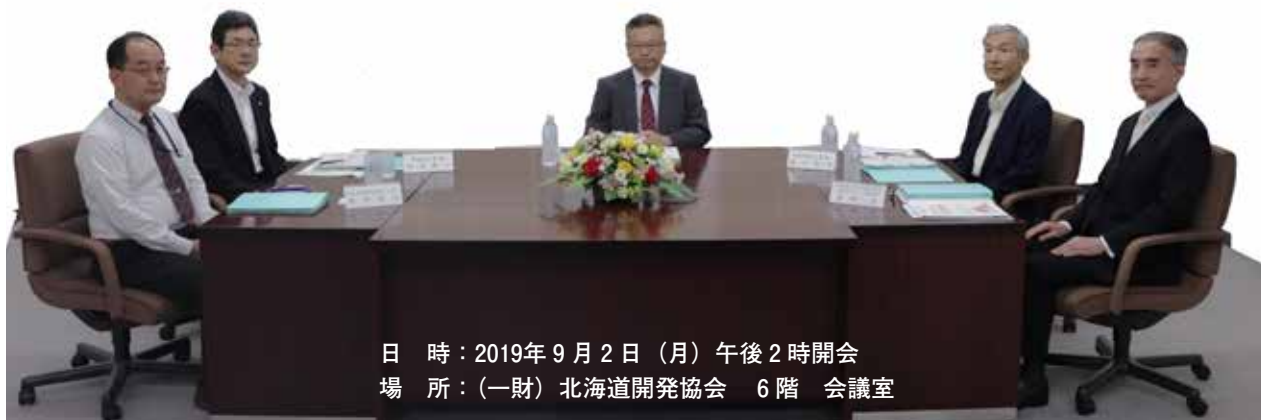 日　時：2019年9月2日（月）午後2時開会
場　所：（一財）北海道開発協会　6階　会議室